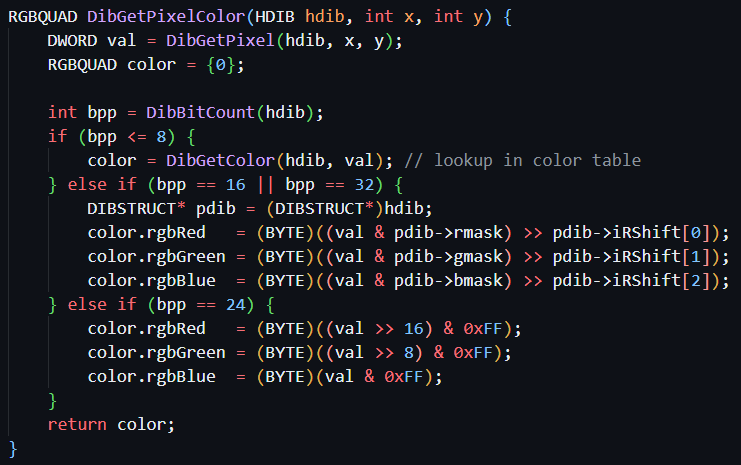 RGBQUAD DibGetPixelColor(HDIB hdib, int x, int y) {
    DWORD val = DibGetPixel(hdib, x, y);
    RGBQUAD color = {0};

    int bpp = DibBitCount(hdib);
    if (bpp <= 8) {
        color = DibGetColor(hdib, val); // lookup in color table
    } else if (bpp == 16 || bpp == 32) {
        DIBSTRUCT* pdib = (DIBSTRUCT*)hdib;
        color.rgbRed   = (BYTE)((val & pdib->rmask) >> pdib->iRShift[0]);
        color.rgbGreen = (BYTE)((val & pdib->gmask) >> pdib->iRShift[1]);
        color.rgbBlue  = (BYTE)((val & pdib->bmask) >> pdib->iRShift[2]);
    } else if (bpp == 24) {
        color.rgbRed   = (BYTE)((val >> 16) & 0xFF);
        color.rgbGreen = (BYTE)((val >> 8) & 0xFF);
        color.rgbBlue  = (BYTE)(val & 0xFF);
    }
    return color;
}